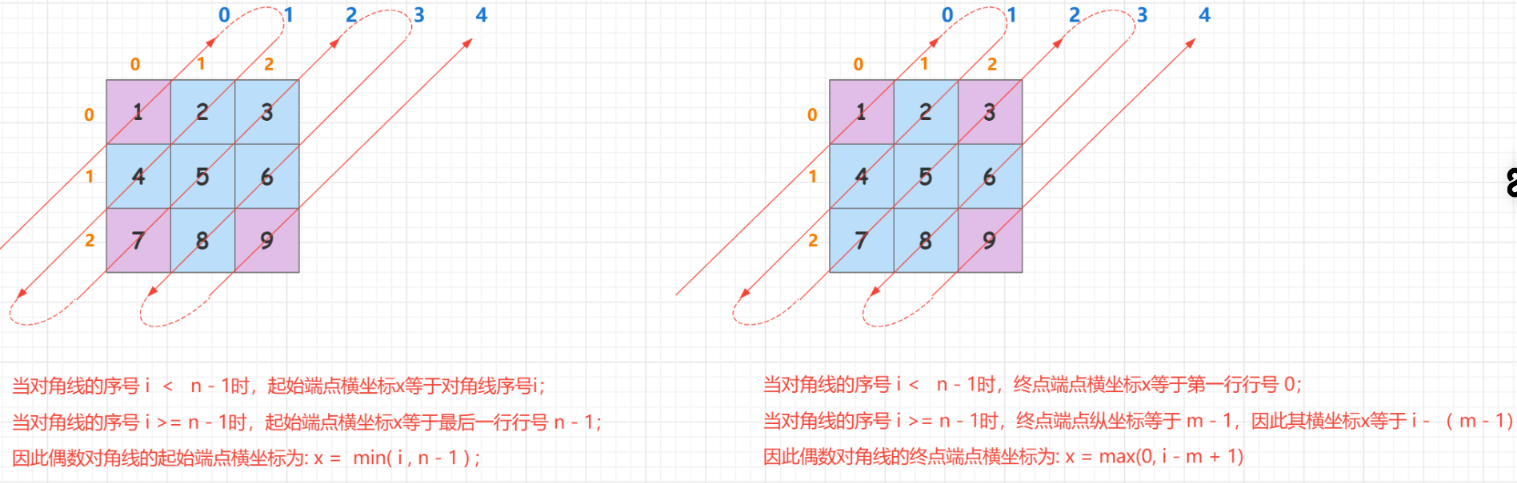 0 1 2 3 4
0 1 2
0 1 2 3
1 4 5 6
2 7 8 9
当对角线的序号 i < n - 1时，起始端点横坐标x等于对角线序号i；
当对角线的序号 i >= n - 1时，起始端点横坐标x等于最后一行行号 n - 1；
因此偶数对角线的起始端点横坐标为: x = min( i , n - 1 ) ;
0 1 2 3 4
0 1 2
0 1 2 3
1 4 5 6
2 7 8 9
当对角线的序号 i < n - 1时，终点端点横坐标x等于第一行行号 0；
当对角线的序号 i >= n - 1时，终点端点纵坐标等于 m - 1，因此其横坐标x等于 i - （ m - 1）
因此偶数对角线的终点端点横坐标为: x = max(0, i - m + 1)